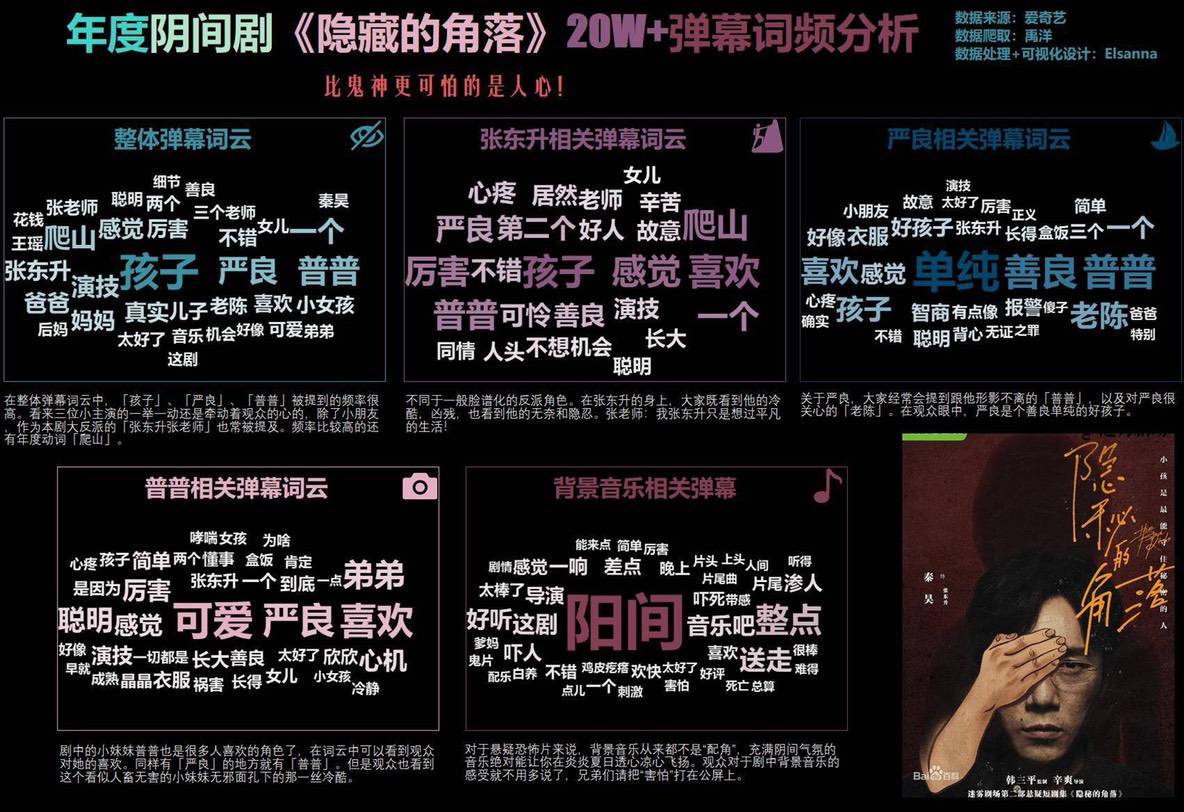 年度阴间剧《隐藏的角落》20W+弹幕词频分析
数据来源：爱奇艺
数据爬取：禹洋
数据处理+可视化设计：Elsanna
比鬼神更可怕的是人心！
整体弹幕词云
细节
聪明 两个 善良
张老师 秦昊
花钱 三个 老师
爬山 感觉 厉害 不错 女儿 一个
王瑶
张东升 演技 孩子 严良 普普
爸爸 真实 儿子 老陈 喜欢 小女孩
后妈 妈妈 太好了 音乐 机会 好像 可爱 弟弟
这剧
在整体弹幕词云中，「孩子」、「严良」、「普普」被提到的频率很
高。看来三位小主演的一举一动还是牵动着观众的心的，除了小朋友
，作为本剧大反派的「张东升张老师」也常被提及。频率比较高的还
有年度动词「爬山」。
张东升相关弹幕词云
女儿
心疼 居然 老师 辛苦
严良 第二个 好人 故意 爬山
厉害 不错 孩子 感觉 喜欢
普普 可怜 善良 演技 一个
同情 人头 不想 机会 长大
聪明
不同于一般脸谱化的反派角色。在张东升的身上，大家既看到他的冷
酷，凶残，也看到他的无奈和隐忍。张老师：我张东升只是想过平凡
的生活！
严良相关弹幕词云
演技
故意 太好了 厉害 简单
小朋友 正义
好孩子 张东升 长得 盒饭 三个 一个
好像 衣服
喜欢 感觉 单纯 善良 普普
心疼 孩子 智商 有点像 报警 傻子 老陈 爸爸
确实 不错 聪明 背心 无证之罪 特别
关于严良，大家经常会提到跟他形影不离的「普普」，以及对严良很
关心的「老陈」。在观众眼中，严良是个善良单纯的好孩子。
普普相关弹幕词云
哮喘 女孩 为啥
心疼 孩子 简单 两个 懂事 盒饭 肯定
是因为 厉害 张东升 一个 到底 一点 弟弟
聪明 感觉 可爱 严良 喜欢
好像 演技 一切都是 长大 善良 太好了 欣欣 心机
早就 成熟 晶晶 衣服 祸害 长得 女儿 小女孩 冷静
剧中的小妹妹普普也是很多人喜欢的角色了，在词云中可以看到观众
对她的喜欢。同样有「严良」的地方就有「普普」。但是观众也看到
这个看似人畜无害的小妹妹无邪面孔下的那一丝冷酷。
背景音乐相关弹幕
能来点 简单 厉害
剧情 感觉 一响 差点 晚上 片头 上头 人间 听得
太棒了 导演 片尾曲 片尾 渗人
吓死 带感
好听 这剧 阳间 音乐吧 整点
爹妈 吓人 喜欢 送走 很棒
鬼片 不错 鸡皮疙瘩 欢快 太好了 好评 难得
配乐 白养 点儿 一个 刺激 害怕 死亡 总算
对于悬疑恐怖片来说，背景音乐从来都不是“配角”，充满阴间气氛的
音乐绝对能让你在炎炎夏日透心凉心飞扬。观众对于剧中背景音乐的
感受就不用多说了，兄弟们请把“害怕”打在公屏上。
隐秘的角落
小孩是最能守住秘密的人
秦昊
饰 张东升
Bai百科
韩三平监制 辛爽导演
迷雾剧场第二部悬疑短剧集《隐秘的角落》